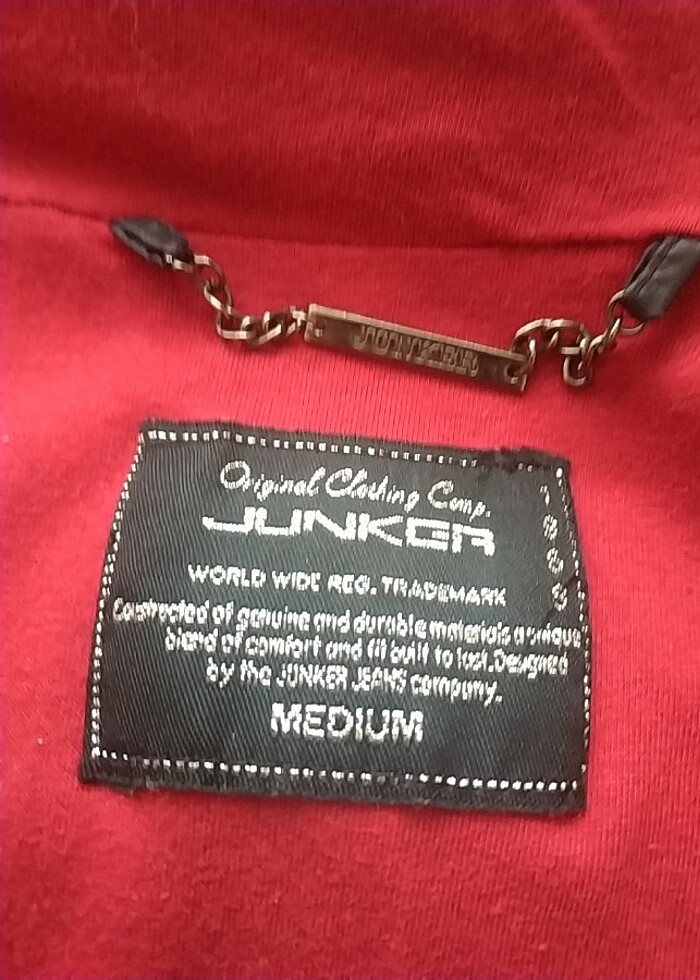 JUNKER
Original Clothing Comp.
JUNKER
WORLD WIDE REG. TRADEMARK
Constructed of genuine and durable materials a unique
blend of comfort and fit built to last. Designed
by the JUNKER JEANS company.
MEDIUM